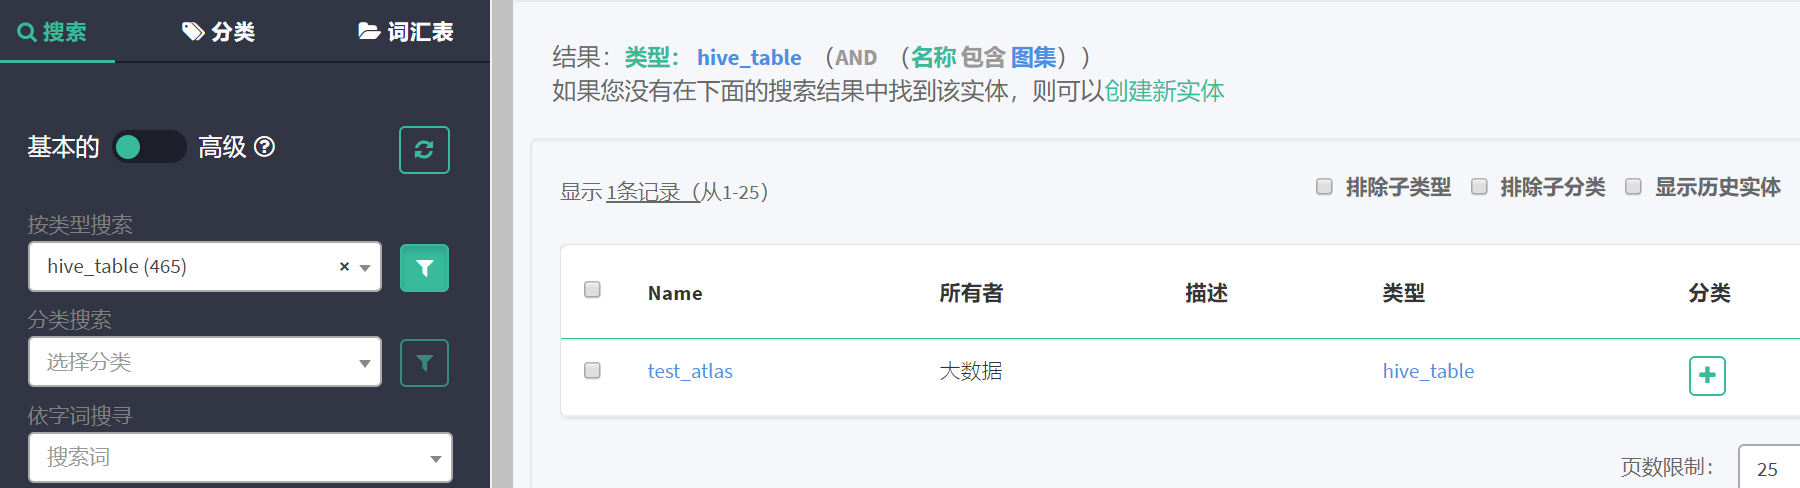 搜索 分类 词汇表
基本的 高级
按类型搜索
hive_table (465) ×
分类搜索
选择分类
依字词搜寻
搜索词
结果：类型： hive_table （AND （名称 包含 图集））
如果您没有在下面的搜索结果中找到该实体，则可以创建新实体
显示 1条记录（从1-25）
排除子类型 排除子分类 显示历史实体
Name 所有者 描述 类型 分类
test_atlas 大数据 hive_table
页数限制： 25